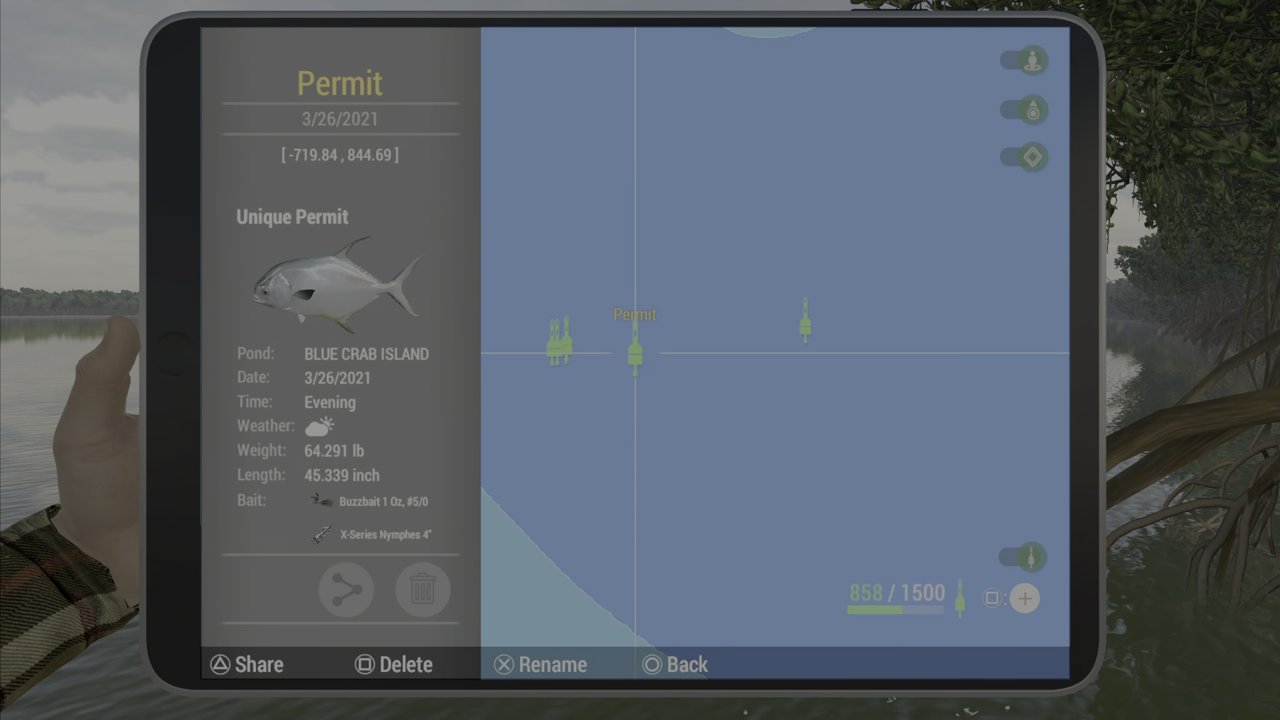 Permit
3/26/2021
[ -719.84 , 844.69 ]
Unique Permit
Pond: BLUE CRAB ISLAND
Date: 3/26/2021
Time: Evening
Weather:
Weight: 64.291 lb
Length: 45.339 inch
Bait: Buzzbait 1 Oz, #5/0
X-Series Nymphes 4"
Permit
858 / 1500
Share Delete Rename Back